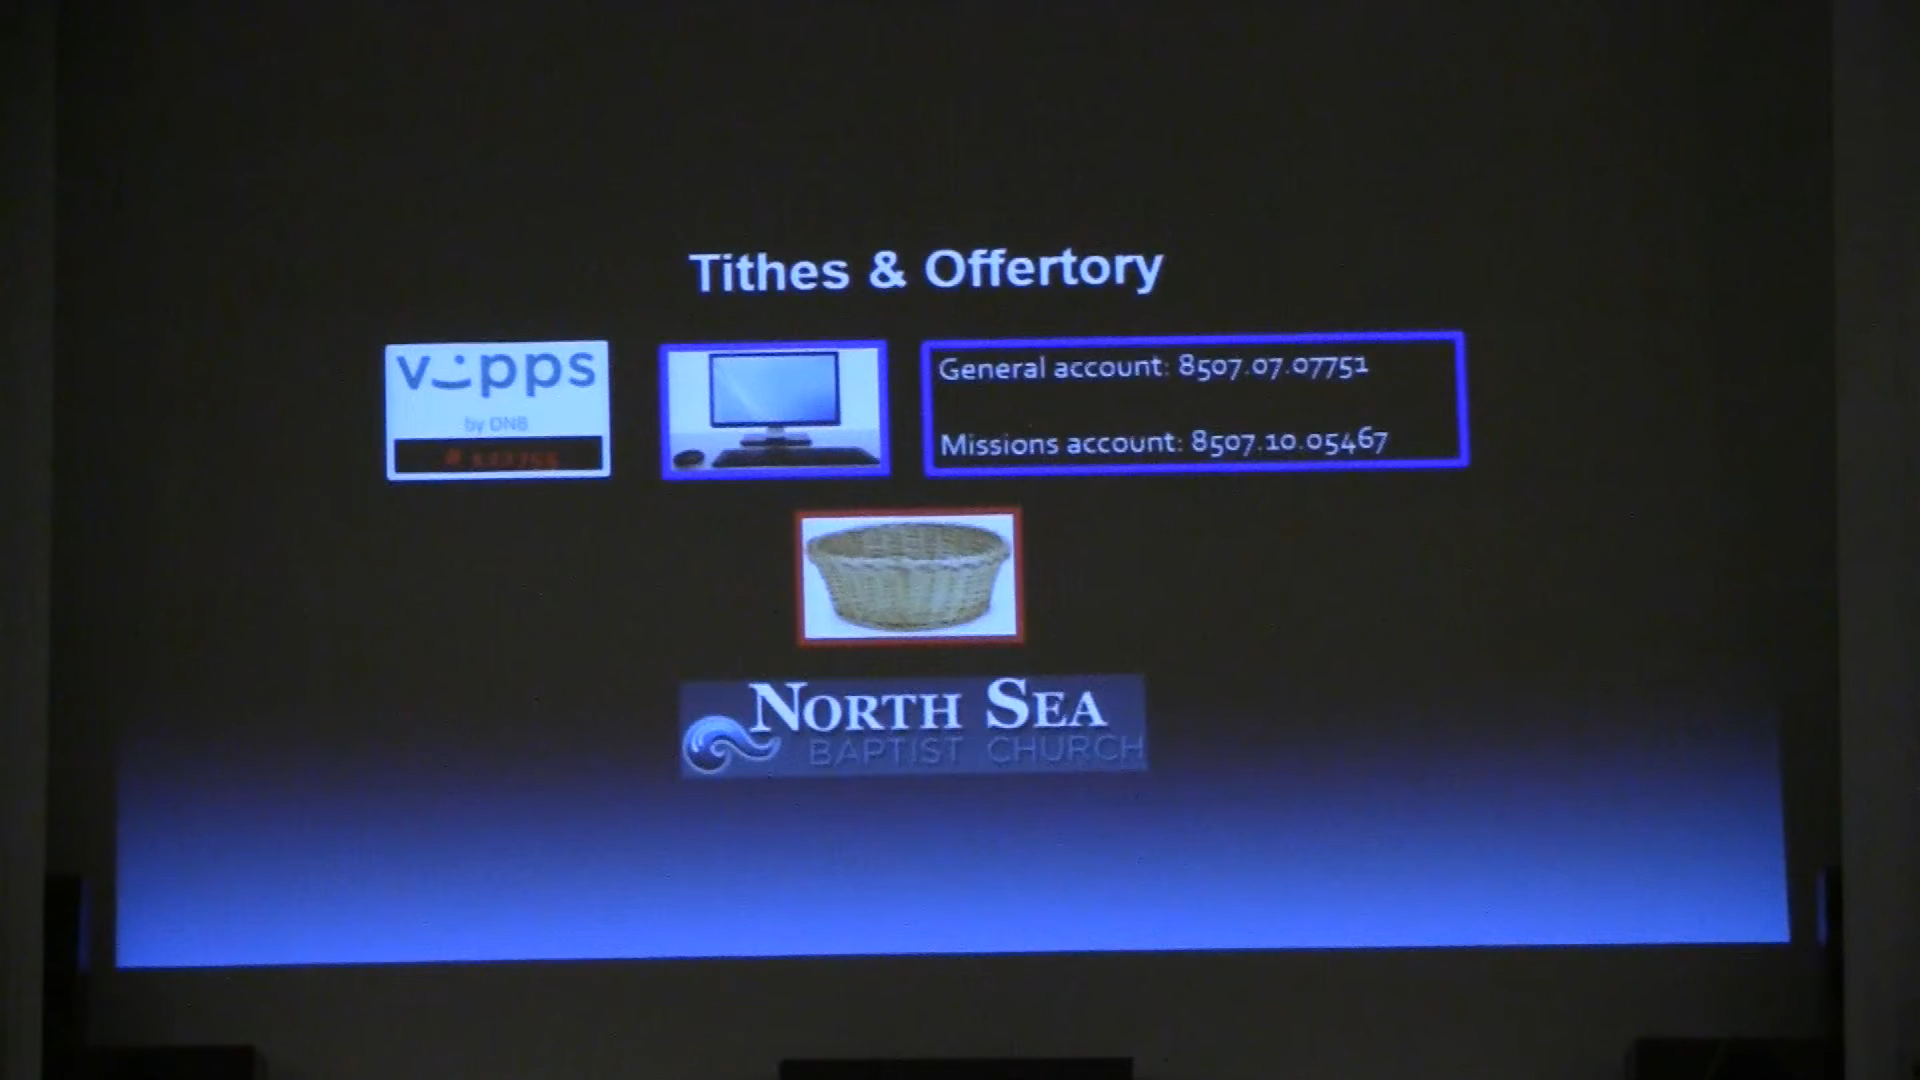 Tithes & Offertory
vipps
by DNB
General account: 8507.07.07751
Missions account: 8507.10.05467
NORTH SEA
BAPTIST CHURCH